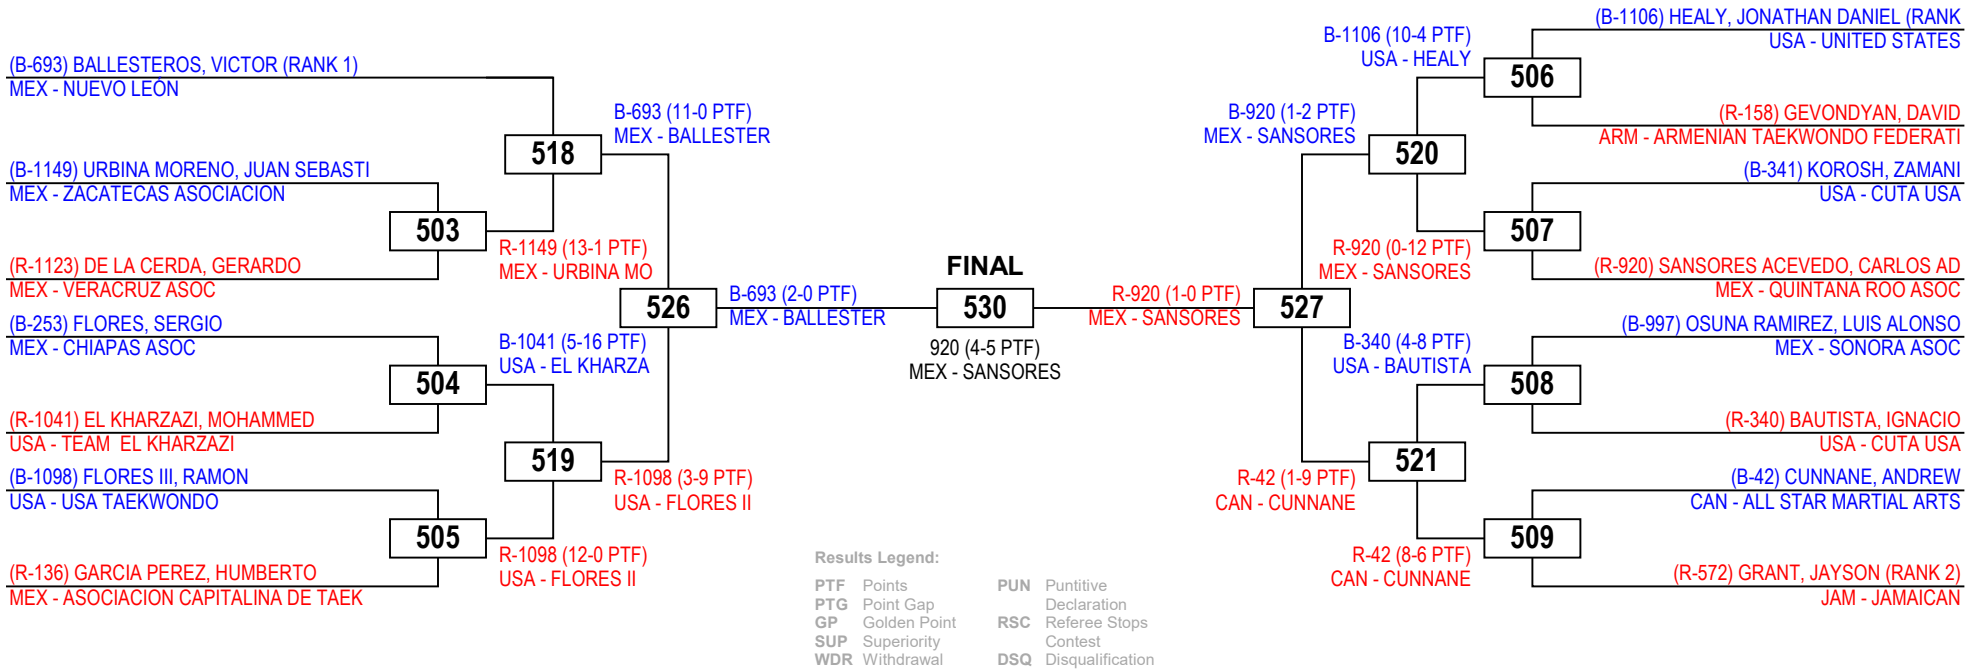 (B-693) BALLESTEROS, VICTOR (RANK 1)
MEX - NUEVO LEÓN
(B-1149) URBINA MORENO, JUAN SEBASTI
MEX - ZACATECAS ASOCIACION
(R-1123) DE LA CERDA, GERARDO
MEX - VERACRUZ ASOC
(B-253) FLORES, SERGIO
MEX - CHIAPAS ASOC
(R-1041) EL KHARZAZI, MOHAMMED
USA - TEAM  EL KHARZAZI
(B-1098) FLORES III, RAMON
USA - USA TAEKWONDO
(R-136) GARCIA PEREZ, HUMBERTO
MEX - ASOCIACION CAPITALINA DE TAEK
503
504
505
R-1149 (13-1 PTF)
MEX - URBINA MO
B-1041 (5-16 PTF)
USA - EL KHARZA
R-1098 (12-0 PTF)
USA - FLORES II
518
519
B-693 (11-0 PTF)
MEX - BALLESTER
R-1098 (3-9 PTF)
USA - FLORES II
526
B-693 (2-0 PTF)
MEX - BALLESTER
FINAL
530
920 (4-5 PTF)
MEX - SANSORES
R-920 (1-0 PTF)
MEX - SANSORES
527
B-920 (1-2 PTF)
MEX - SANSORES
R-42 (1-9 PTF)
CAN - CUNNANE
520
521
B-1106 (10-4 PTF)
USA - HEALY
R-920 (0-12 PTF)
MEX - SANSORES
B-340 (4-8 PTF)
USA - BAUTISTA
R-42 (8-6 PTF)
CAN - CUNNANE
506
507
508
509
(B-1106) HEALY, JONATHAN DANIEL (RANK
USA - UNITED STATES
(R-158) GEVONDYAN, DAVID
ARM - ARMENIAN TAEKWONDO FEDERATI
(B-341) KOROSH, ZAMANI
USA - CUTA USA
(R-920) SANSORES ACEVEDO, CARLOS AD
MEX - QUINTANA ROO ASOC
(B-997) OSUNA RAMIREZ, LUIS ALONSO
MEX - SONORA ASOC
(R-340) BAUTISTA, IGNACIO
USA - CUTA USA
(B-42) CUNNANE, ANDREW
CAN - ALL STAR MARTIAL ARTS
(R-572) GRANT, JAYSON (RANK 2)
JAM - JAMAICAN
Results Legend:
PTF Points
PTG Point Gap
GP Golden Point
SUP Superiority
WDR Withdrawal
PUN Puntitive
Declaration
RSC Referee Stops
Contest
DSQ Disqualification